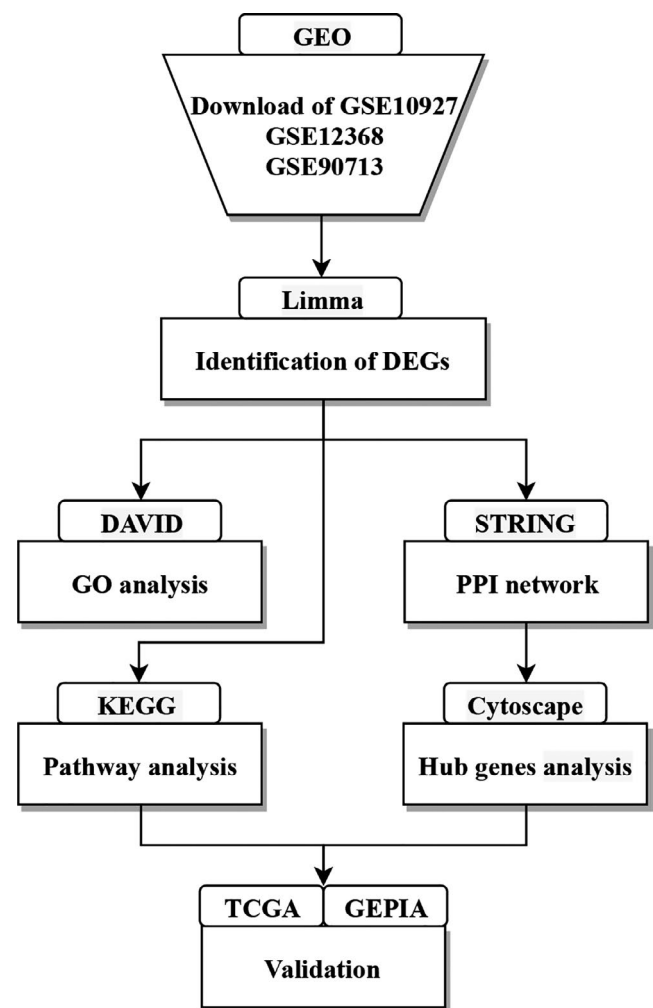 GEO
Download of GSE10927
GSE12368
GSE90713
Limma
Identification of DEGs
DAVID
GO analysis
STRING
PPI network
KEGG
Pathway analysis
Cytoscape
Hub genes analysis
TCGA
GEPIA
Validation